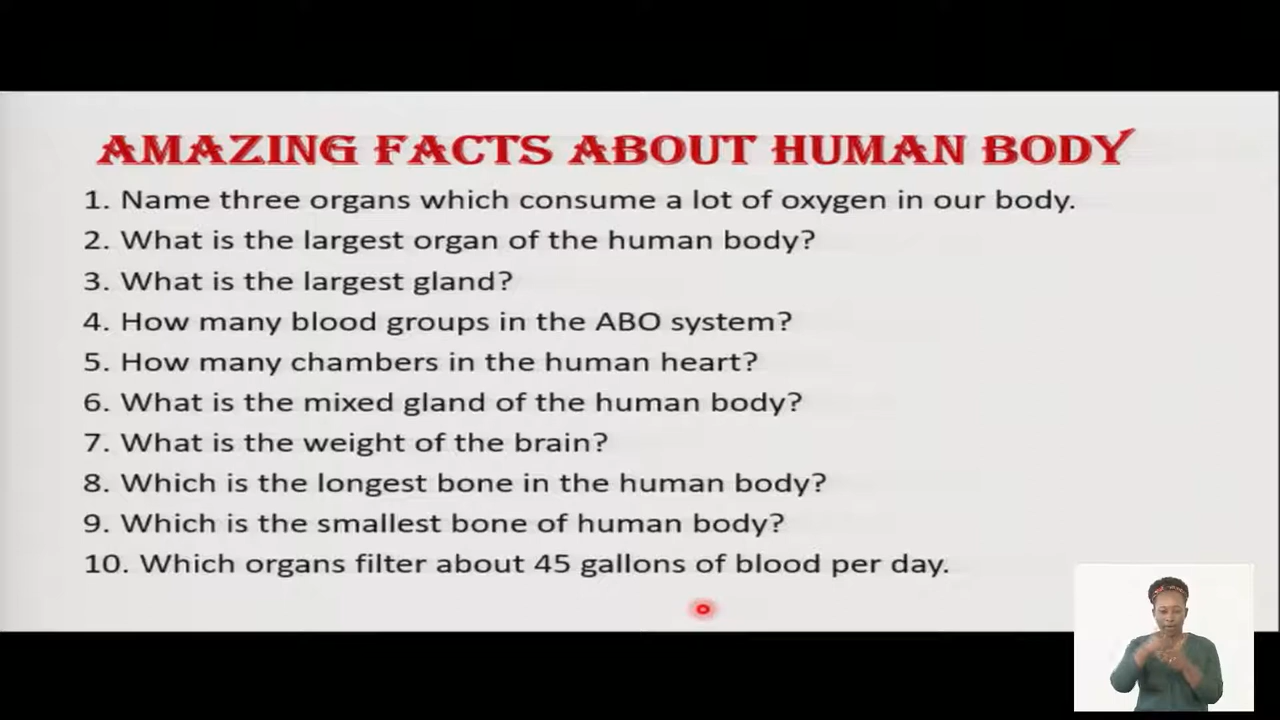 AMAZING FACTS ABOUT HUMAN BODY
1. Name three organs which consume a lot of oxygen in our body.
2. What is the largest organ of the human body?
3. What is the largest gland?
4. How many blood groups in the ABO system?
5. How many chambers in the human heart?
6. What is the mixed gland of the human body?
7. What is the weight of the brain?
8. Which is the longest bone in the human body?
9. Which is the smallest bone of human body?
10. Which organs filter about 45 gallons of blood per day.